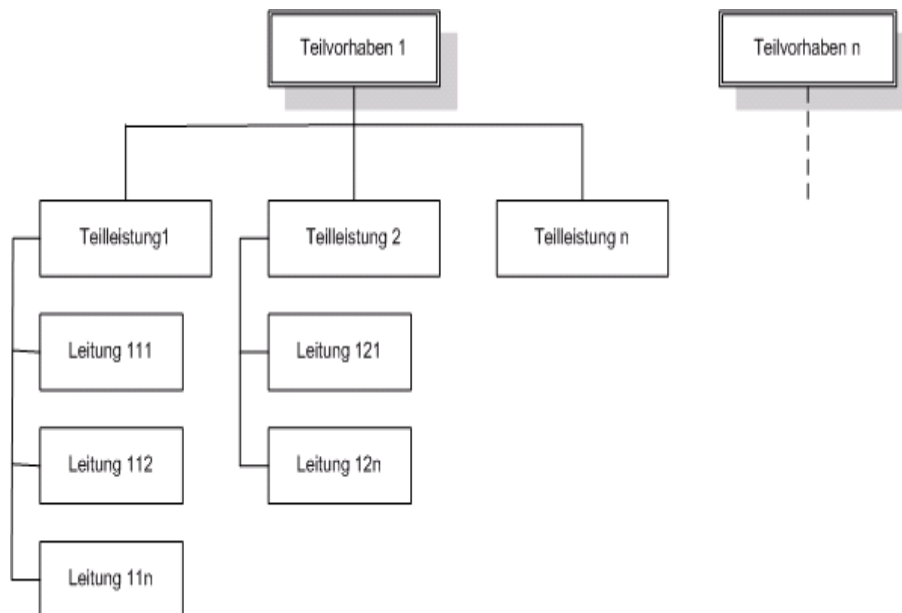 Teilvorhaben 1
Teilvorhaben n
Teilleistung1
Teilleistung 2
Teilleistung n
Leitung 111
Leitung 121
Leitung 112
Leitung 12n
Leitung 11n